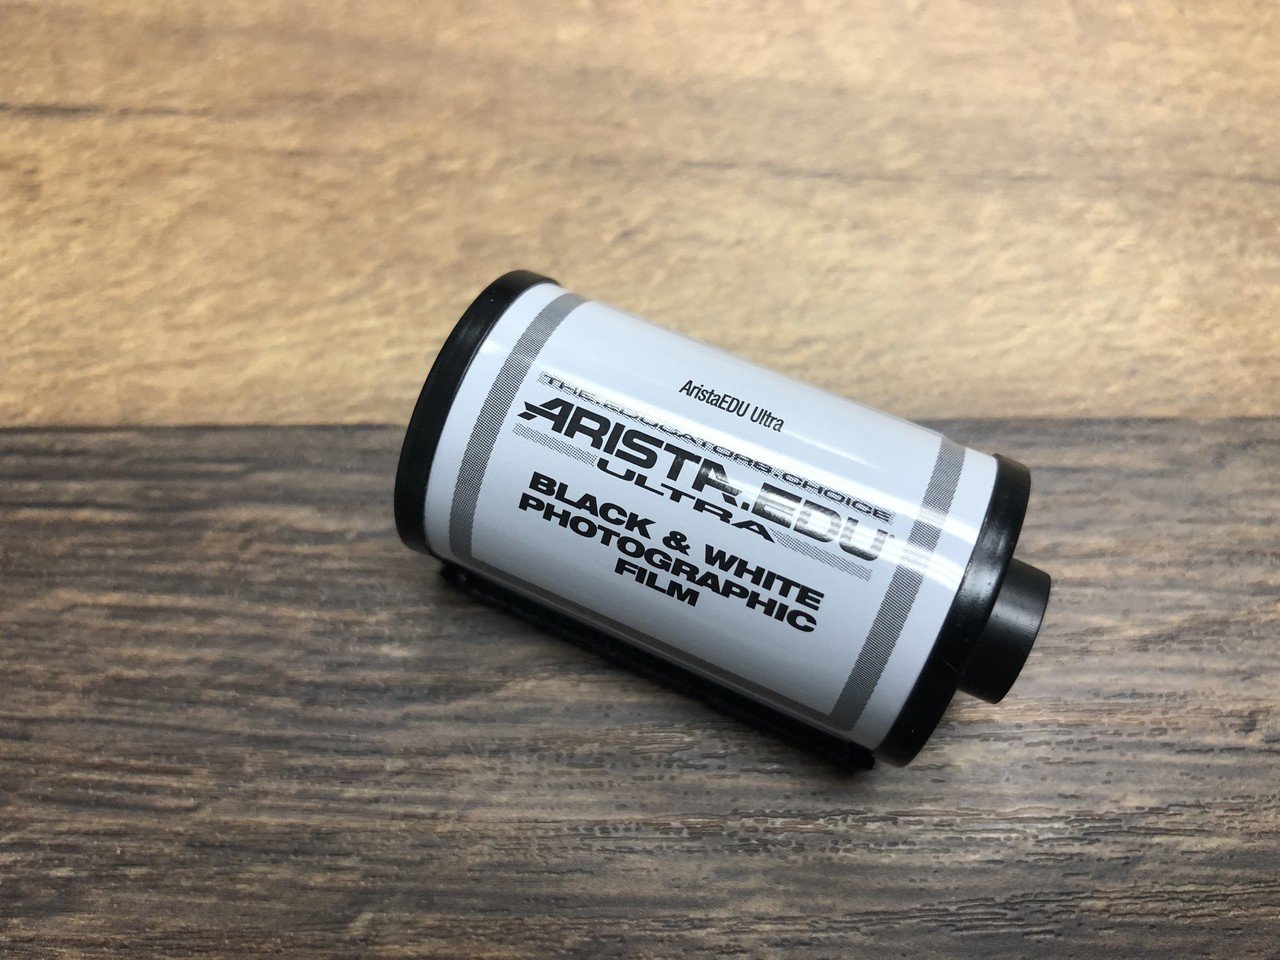 AristaEDU Ultra
THE.EDUCATORS.CHOICE
ARISTA.EDU
ULTRA
BLACK & WHITE
PHOTOGRAPHIC
FILM